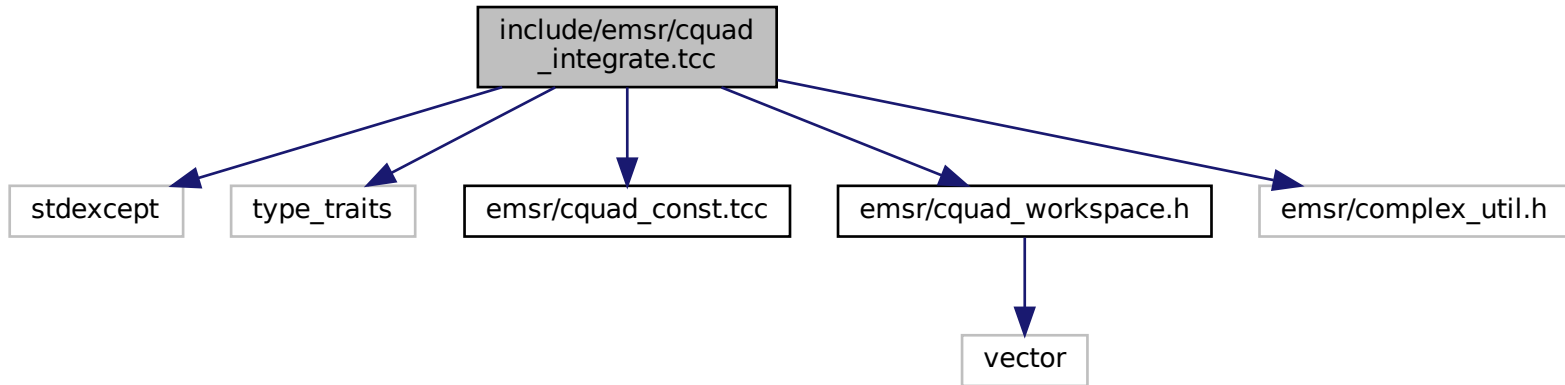 include/emsr/cquad
_integrate.tcc
stdexcept
type_traits
emsr/cquad_const.tcc
emsr/cquad_workspace.h
emsr/complex_util.h
vector